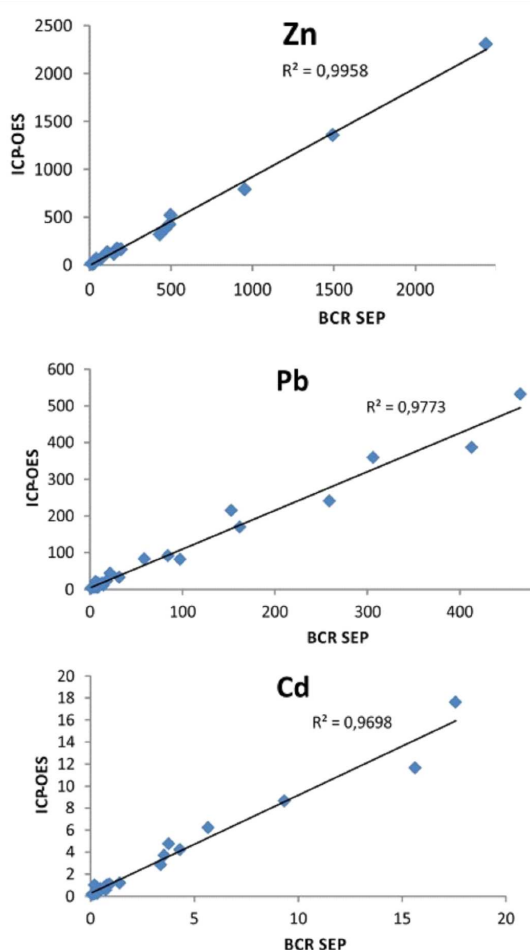 Zn
R² = 0,9958
2500
2000
1500
1000
500
0
ICP-OES
0 500 1000 1500 2000
BCR SEP
Pb
R² = 0,9773
600
500
400
300
200
100
0
ICP-OES
0 100 200 300 400
BCR SEP
Cd
R² = 0,9698
20
18
16
14
12
10
8
6
4
2
0
ICP-OES
0 5 10 15 20
BCR SEP